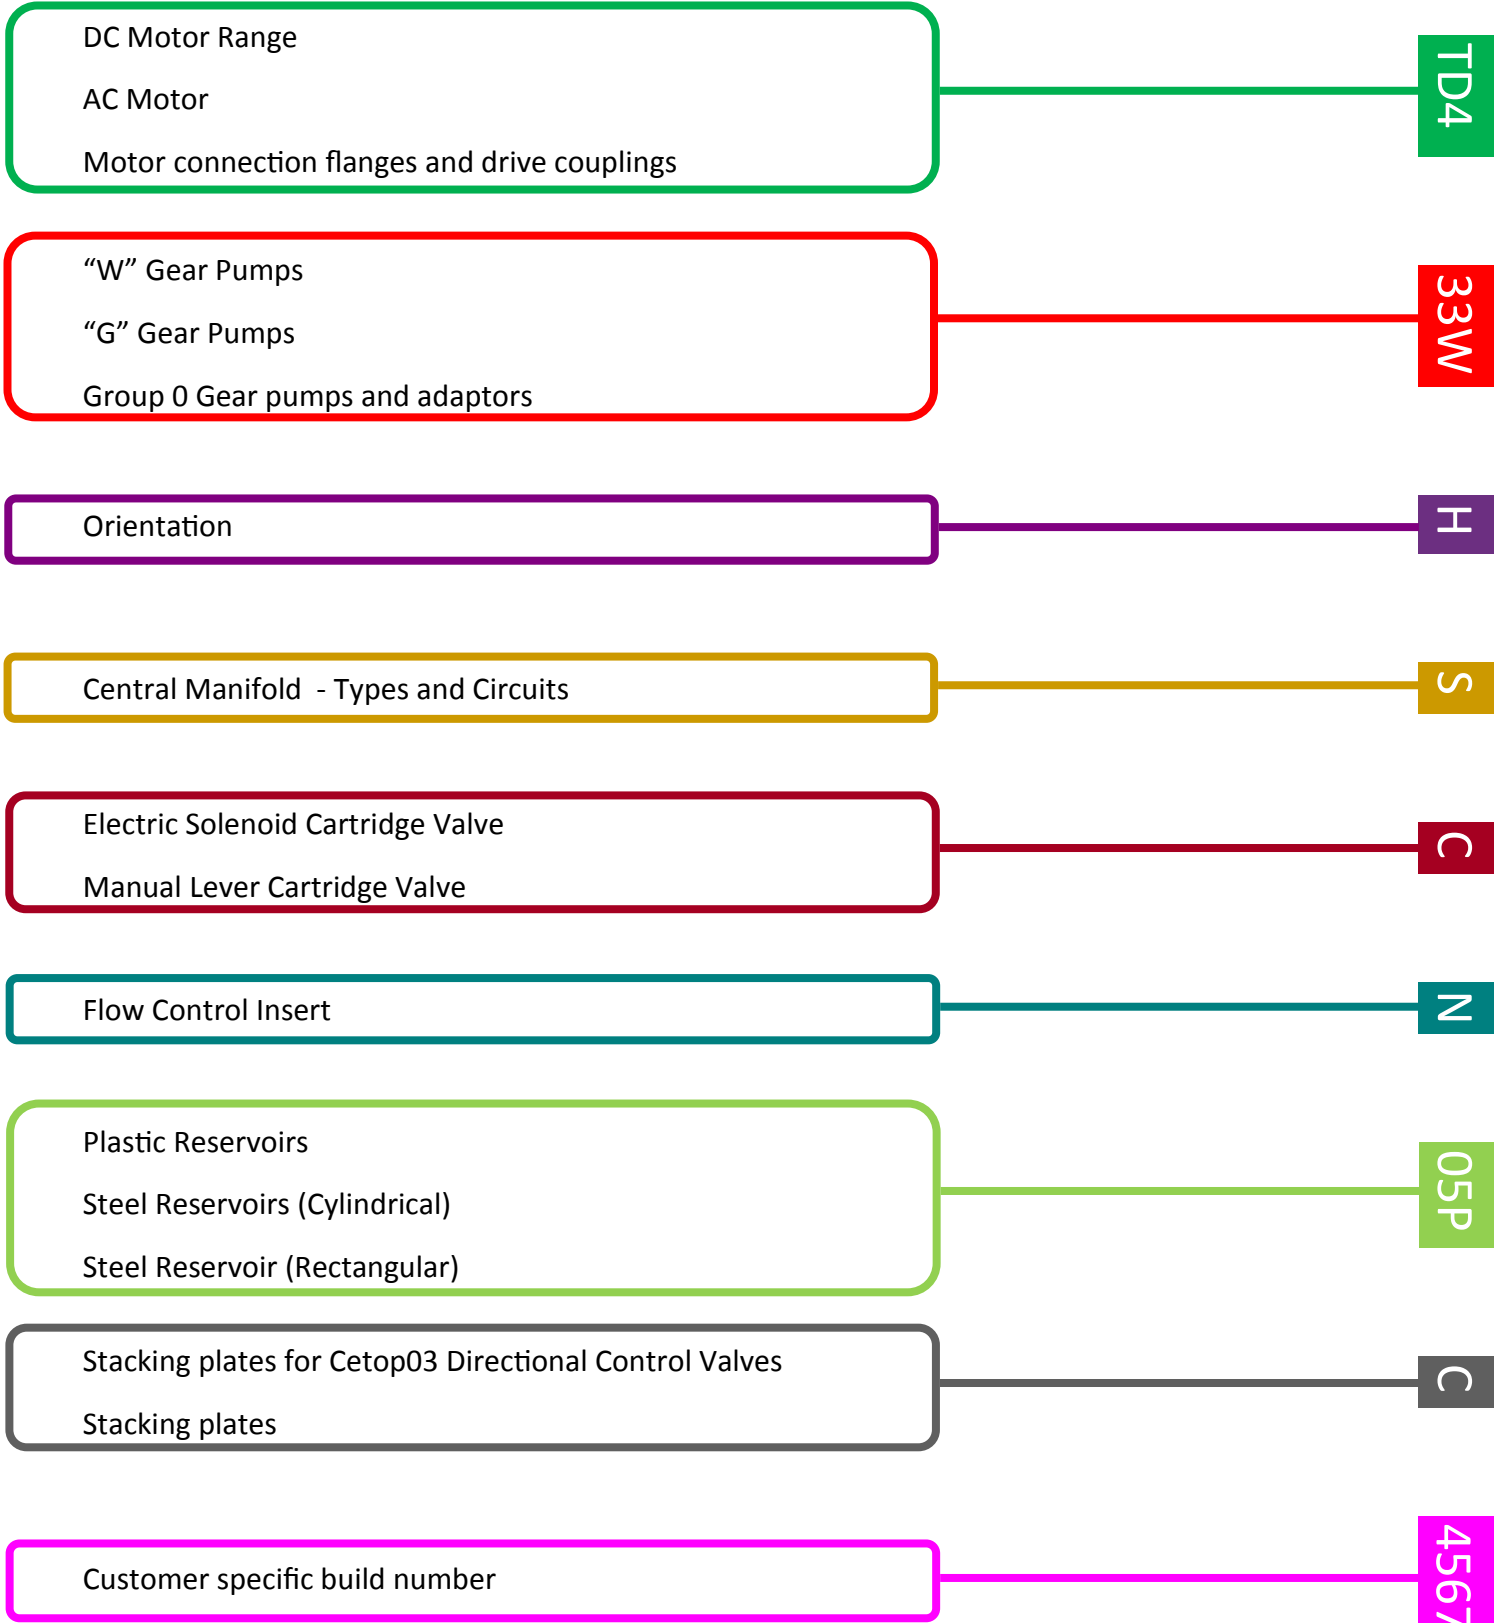 DC Motor Range
AC Motor
Motor connection flanges and drive couplings
TD4
“W” Gear Pumps
“G” Gear Pumps
Group 0 Gear pumps and adaptors
33W
Orientation
H
Central Manifold  - Types and Circuits
S
Electric Solenoid Cartridge Valve
Manual Lever Cartridge Valve
C
Flow Control Insert
N
Plastic Reservoirs
Steel Reservoirs (Cylindrical)
Steel Reservoir (Rectangular)
05P
Stacking plates for Cetop03 Directional Control Valves
Stacking plates
C
Customer specific build number
4567